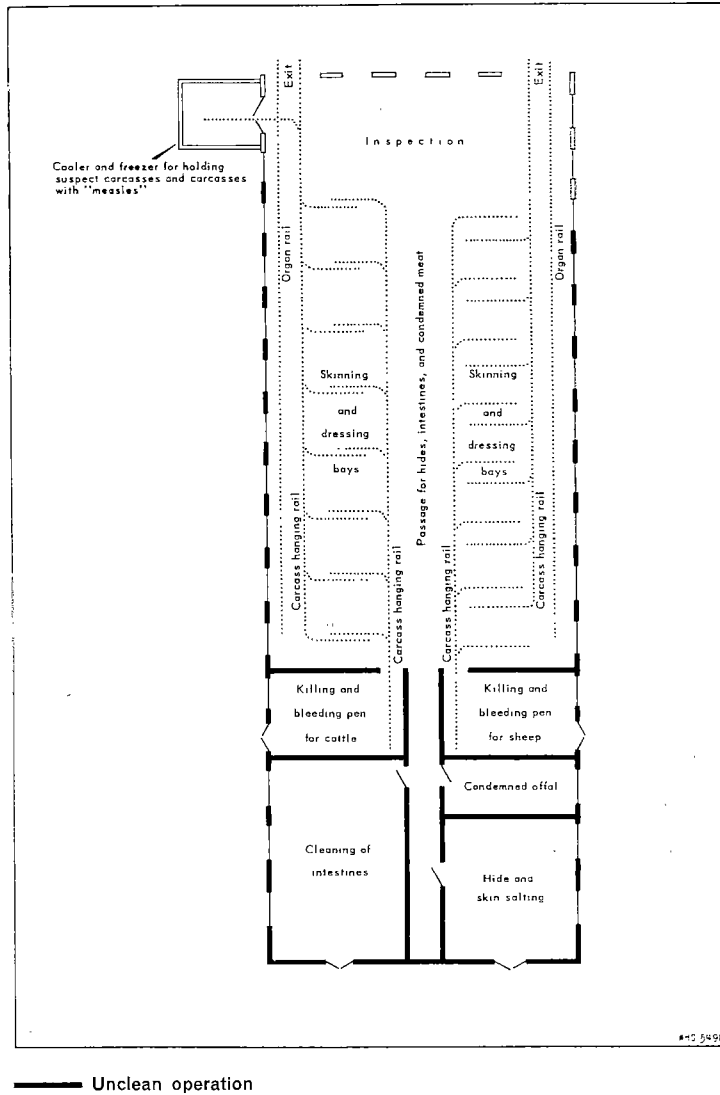 Exit
Exit
Inspection
Cooler and freezer for holding
suspect carcasses and carcasses
with "measles"
Organ rail
Organ rail
Passage for hides, intestines, and condemned meat
Skinning
and
dressing
bays
Skinning
and
dressing
bays
Carcass hanging rail
Carcass hanging rail
Carcass hanging rail
Carcass hanging rail
Killing and
bleeding pen
for cattle
Killing and
bleeding pen
for sheep
Condemned offal
Cleaning of
intestines
Hide and
skin salting
Unclean operation